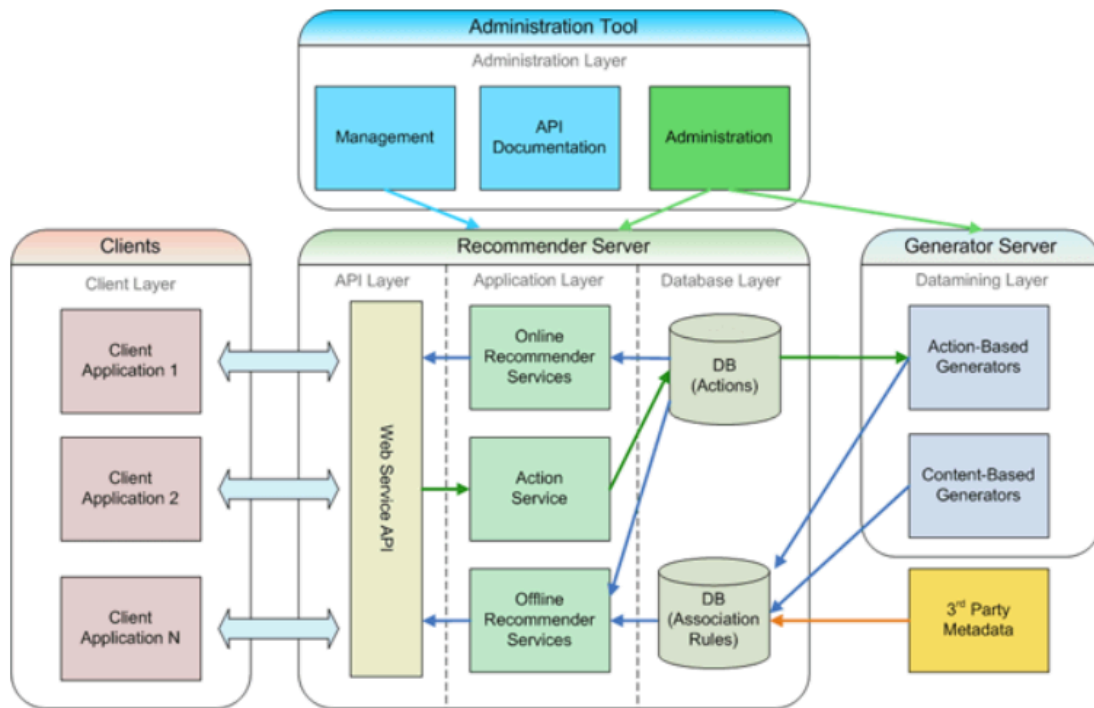 Administration Tool
Administration Layer
Management
API
Documentation
Administration
Clients
Client Layer
Client
Application 1
Client
Application 2
Client
Application N
Recommender Server
API Layer
Application Layer
Database Layer
Web Service API
Online
Recommender
Services
Action
Service
Offline
Recommender
Services
DB
(Actions)
DB
(Association
Rules)
Generator Server
Datamining Layer
Action-Based
Generators
Content-Based
Generators
3rd Party
Metadata